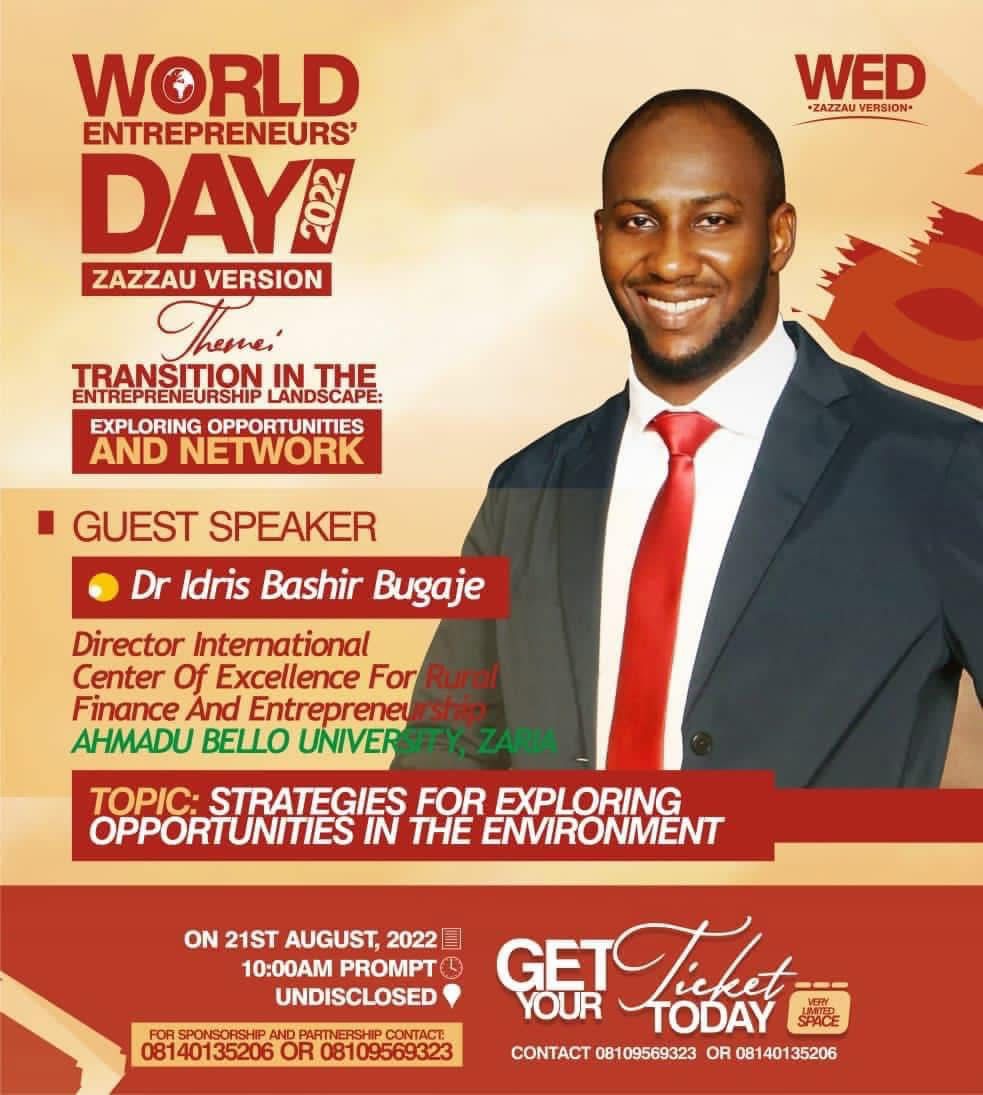 WORLD
ENTREPRENEURS'
DAY 2022
ZAZZAU VERSION
Theme:
TRANSITION IN THE
ENTREPRENEURSHIP LANDSCAPE:
EXPLORING OPPORTUNITIES
AND NETWORK
WED
•ZAZZAU VERSION•
GUEST SPEAKER
Dr Idris Bashir Bugaje
Director International
Center Of Excellence For Rural
Finance And Entrepreneurship
AHMADU BELLO UNIVERSITY, ZARIA
TOPIC: STRATEGIES FOR EXPLORING
OPPORTUNITIES IN THE ENVIRONMENT
ON 21ST AUGUST, 2022
10:00AM PROMPT
UNDISCLOSED
FOR SPONSORSHIP AND PARTNERSHIP CONTACT:
08140135206 OR 08109569323
GET YOUR Ticket TODAY
VERY
LIMITED
SPACE
CONTACT 08109569323 OR 08140135206